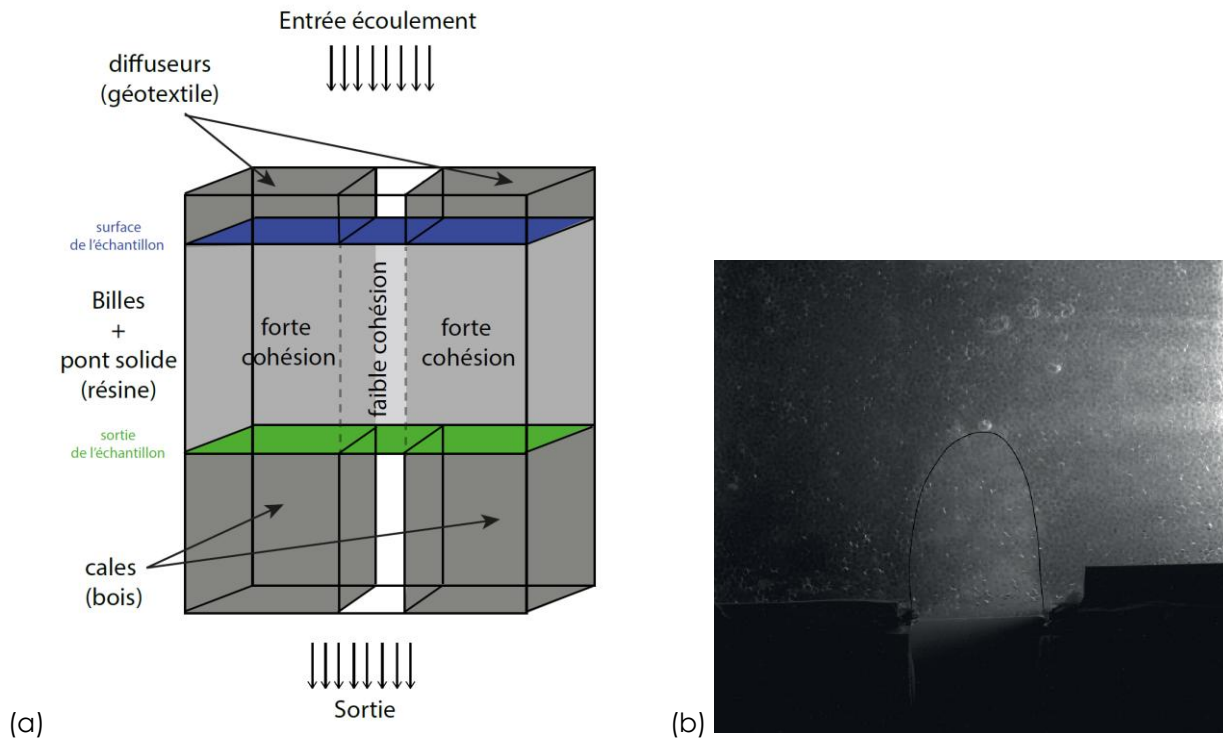 Entrée écoulement
diffuseurs
(géotextile)
surface
de l'échantillon
Billes
+
pont solide
(résine)
forte
cohésion
faible cohésion
forte
cohésion
sortie
de l'échantillon
cales
(bois)
Sortie
(a)
(b)